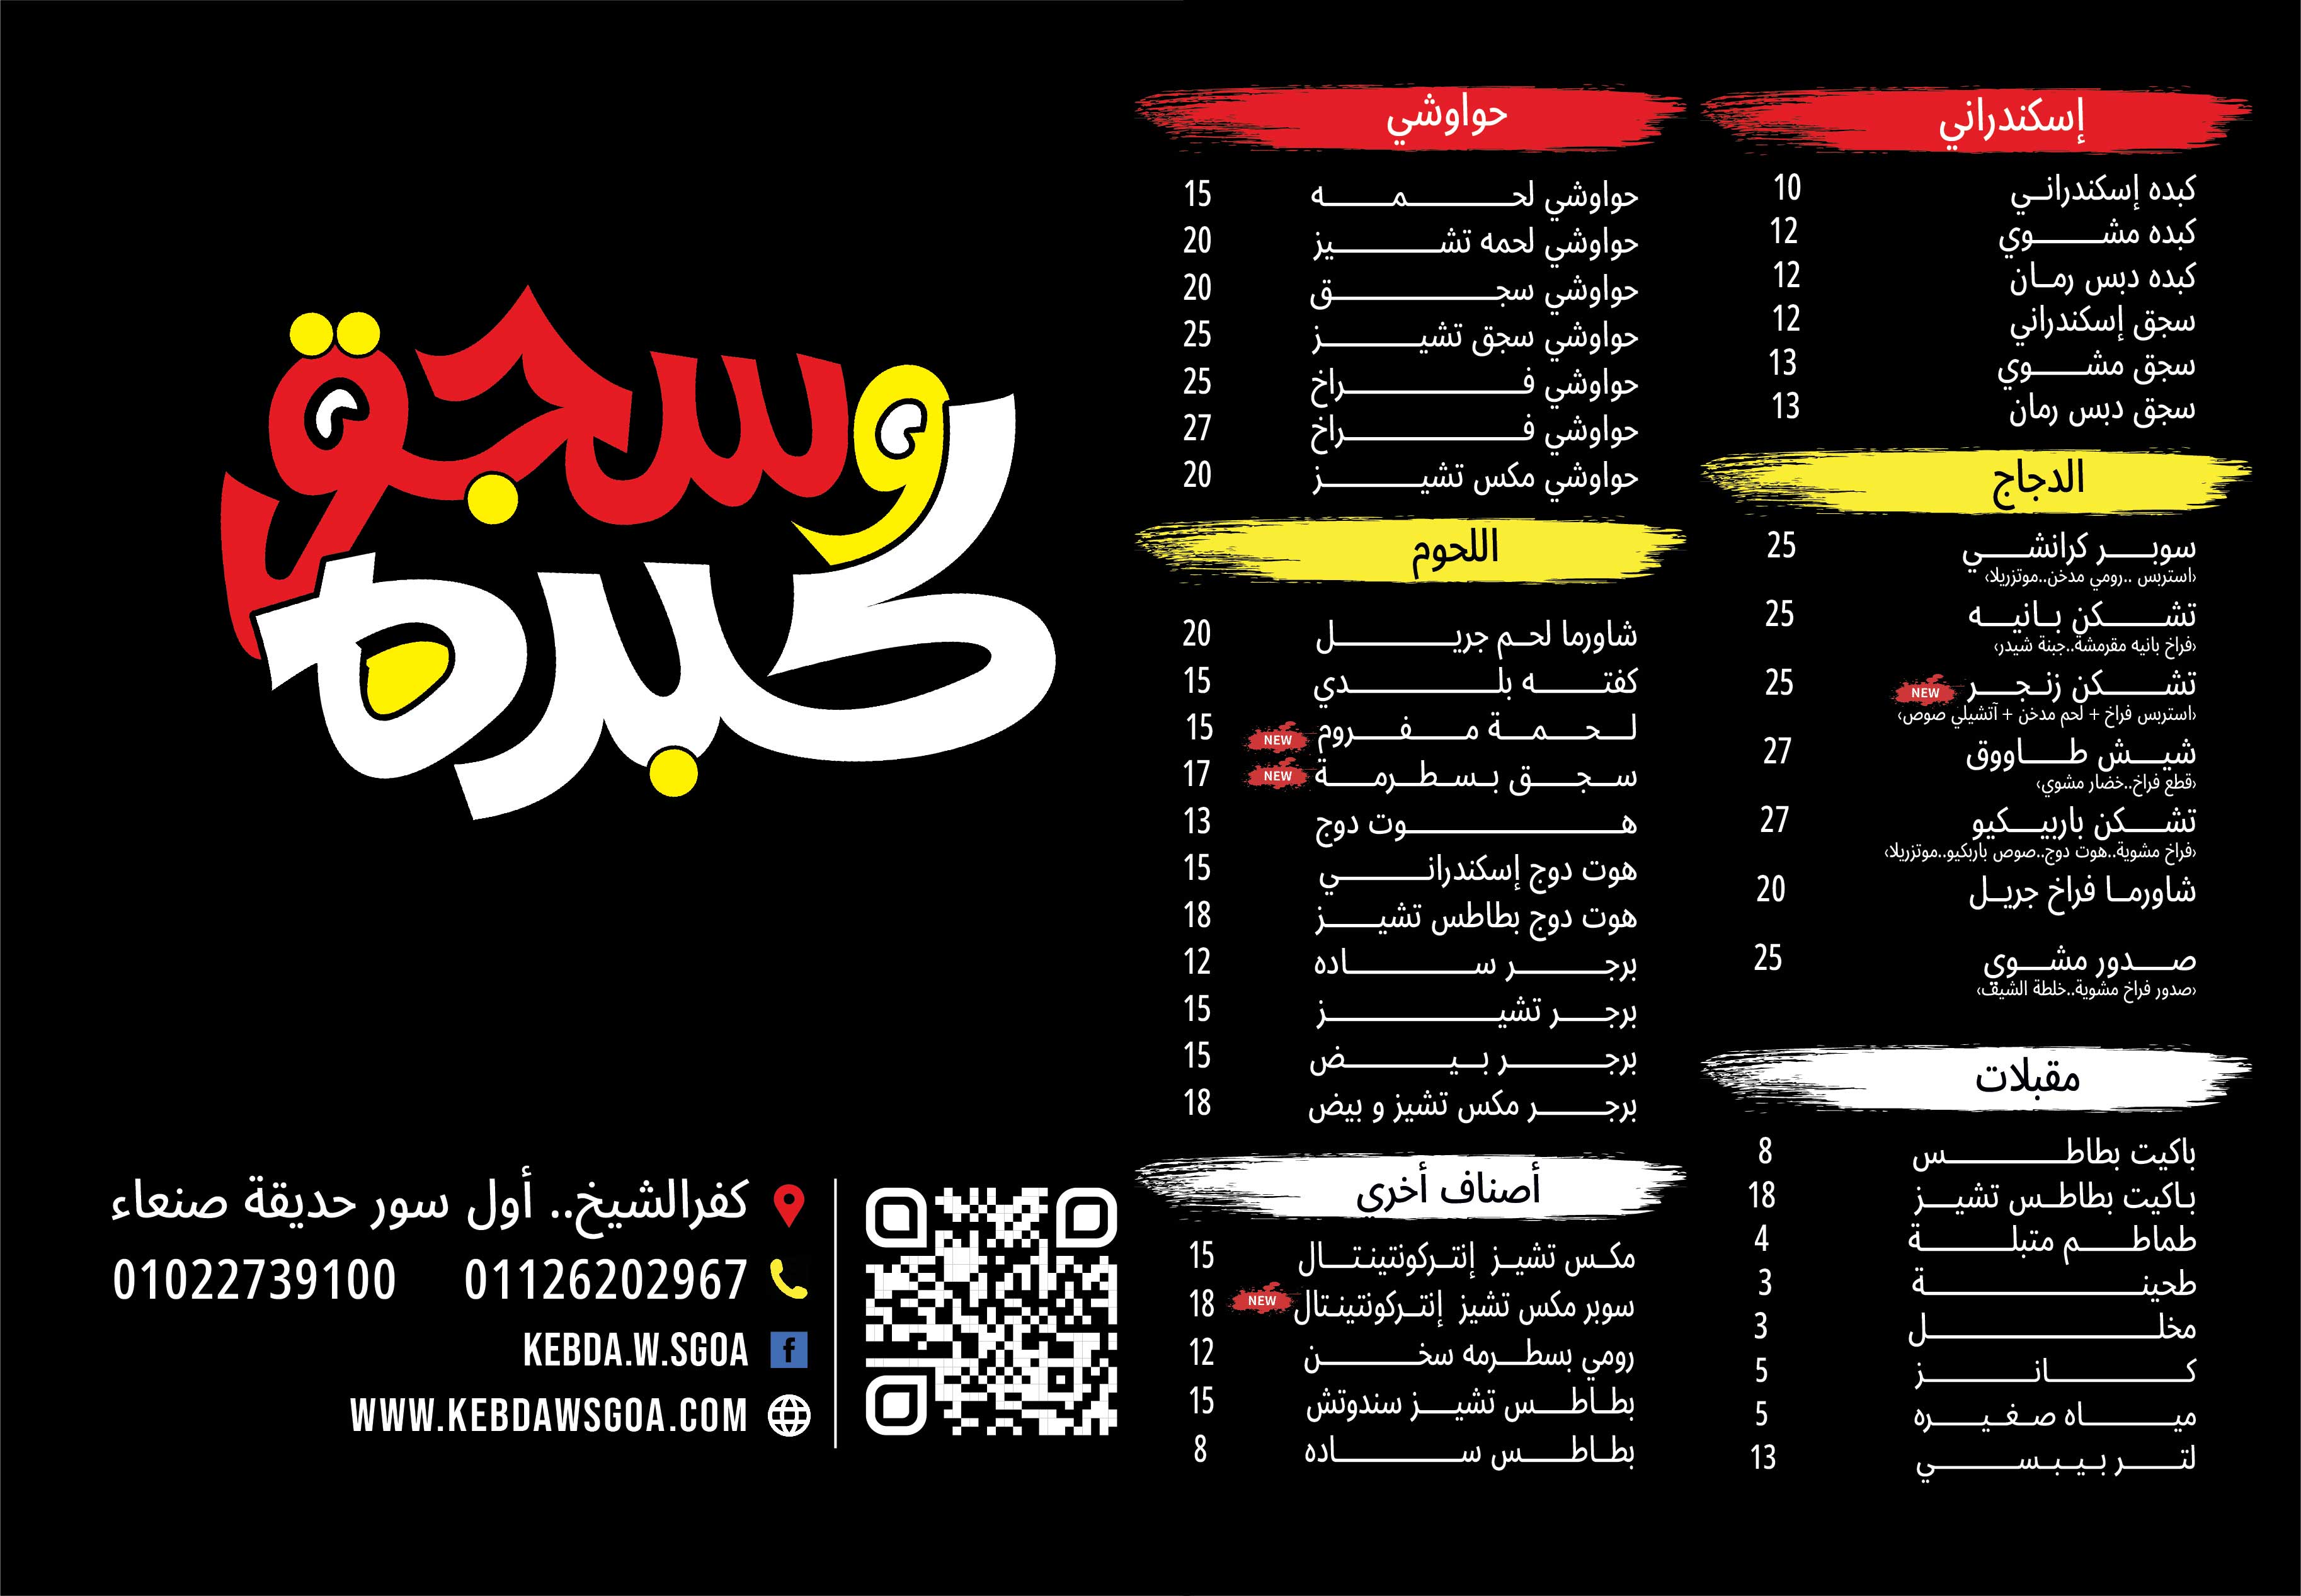 إسكندراني
كبده إسكندراني 10
كبده مشوي 12
كبده دبس رمان 12
سجق إسكندراني 12
سجق مشوي 13
سجق دبس رمان 13
الدجاج
سوبر كرانشي 25
‹استربس ..رومي مدخن..موتزريلا›
تشكن بانيه 25
‹فراخ بانيه مقرمشة..جبنة شيدر›
تشكن زنجر NEW 25
‹استربس فراخ + لحم مدخن + آتشيلي صوص›
شيش طاووق 27
‹قطع فراخ..خضار مشوي›
تشكن باربيكيو 27
‹فراخ مشوية..هوت دوج..صوص باربكيو..موتزريلا›
شاورما فراخ جريل 20
صدور مشوي 25
‹صدور فراخ مشوية..خلطة الشيف›
مقبلات
باكيت بطاطس 8
باكيت بطاطس تشيز 18
طماطم متبلة 4
طحينة 3
مخلل 3
كانز 5
مياه صغيره 5
لتر بيبسي 13
حواوشي
حواوشي لحمه 15
حواوشي لحمه تشيز 20
حواوشي سجق 20
حواوشي سجق تشيز 25
حواوشي فراخ 25
حواوشي فراخ 27
حواوشي مكس تشيز 20
اللحوم
شاورما لحم جريل 20
كفته بلدي 15
لحمة مفروم NEW 15
سجق بسطرمة NEW 17
هوت دوج 13
هوت دوج إسكندراني 15
هوت دوج بطاطس تشيز 18
برجر ساده 12
برجر تشيز 15
برجر بيض 15
برجر مكس تشيز و بيض 18
أصناف أخري
مكس تشيز إنتركونتينتال 15
سوبر مكس تشيز إنتركونتينتال NEW 18
رومي بسطرمه سخن 12
بطاطس تشيز سندوتش 15
بطاطس ساده 8
كبده وسجق
كفرالشيخ.. أول سور حديقة صنعاء
01022739100 01126202967
KEBDA.W.SGOA
WWW.KEBDAWSGOA.COM